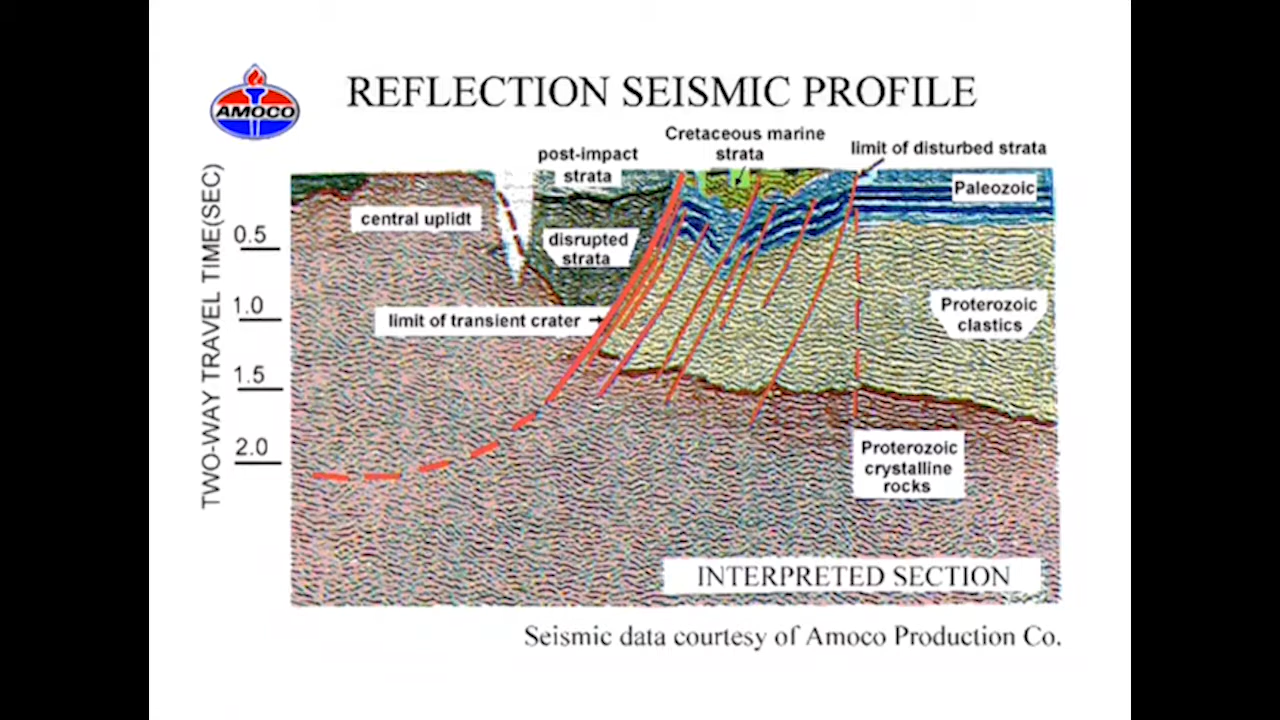 AMOCO
REFLECTION SEISMIC PROFILE
Cretaceous marine
strata
limit of disturbed strata
post-impact
strata
Paleozoic
central uplidt
disrupted
strata
TWO-WAY TRAVEL TIME(SEC)
0.5
1.0
1.5
2.0
limit of transient crater
Proterozoic
clastics
Proterozoic
crystalline
rocks
INTERPRETED SECTION
Seismic data courtesy of Amoco Production Co.